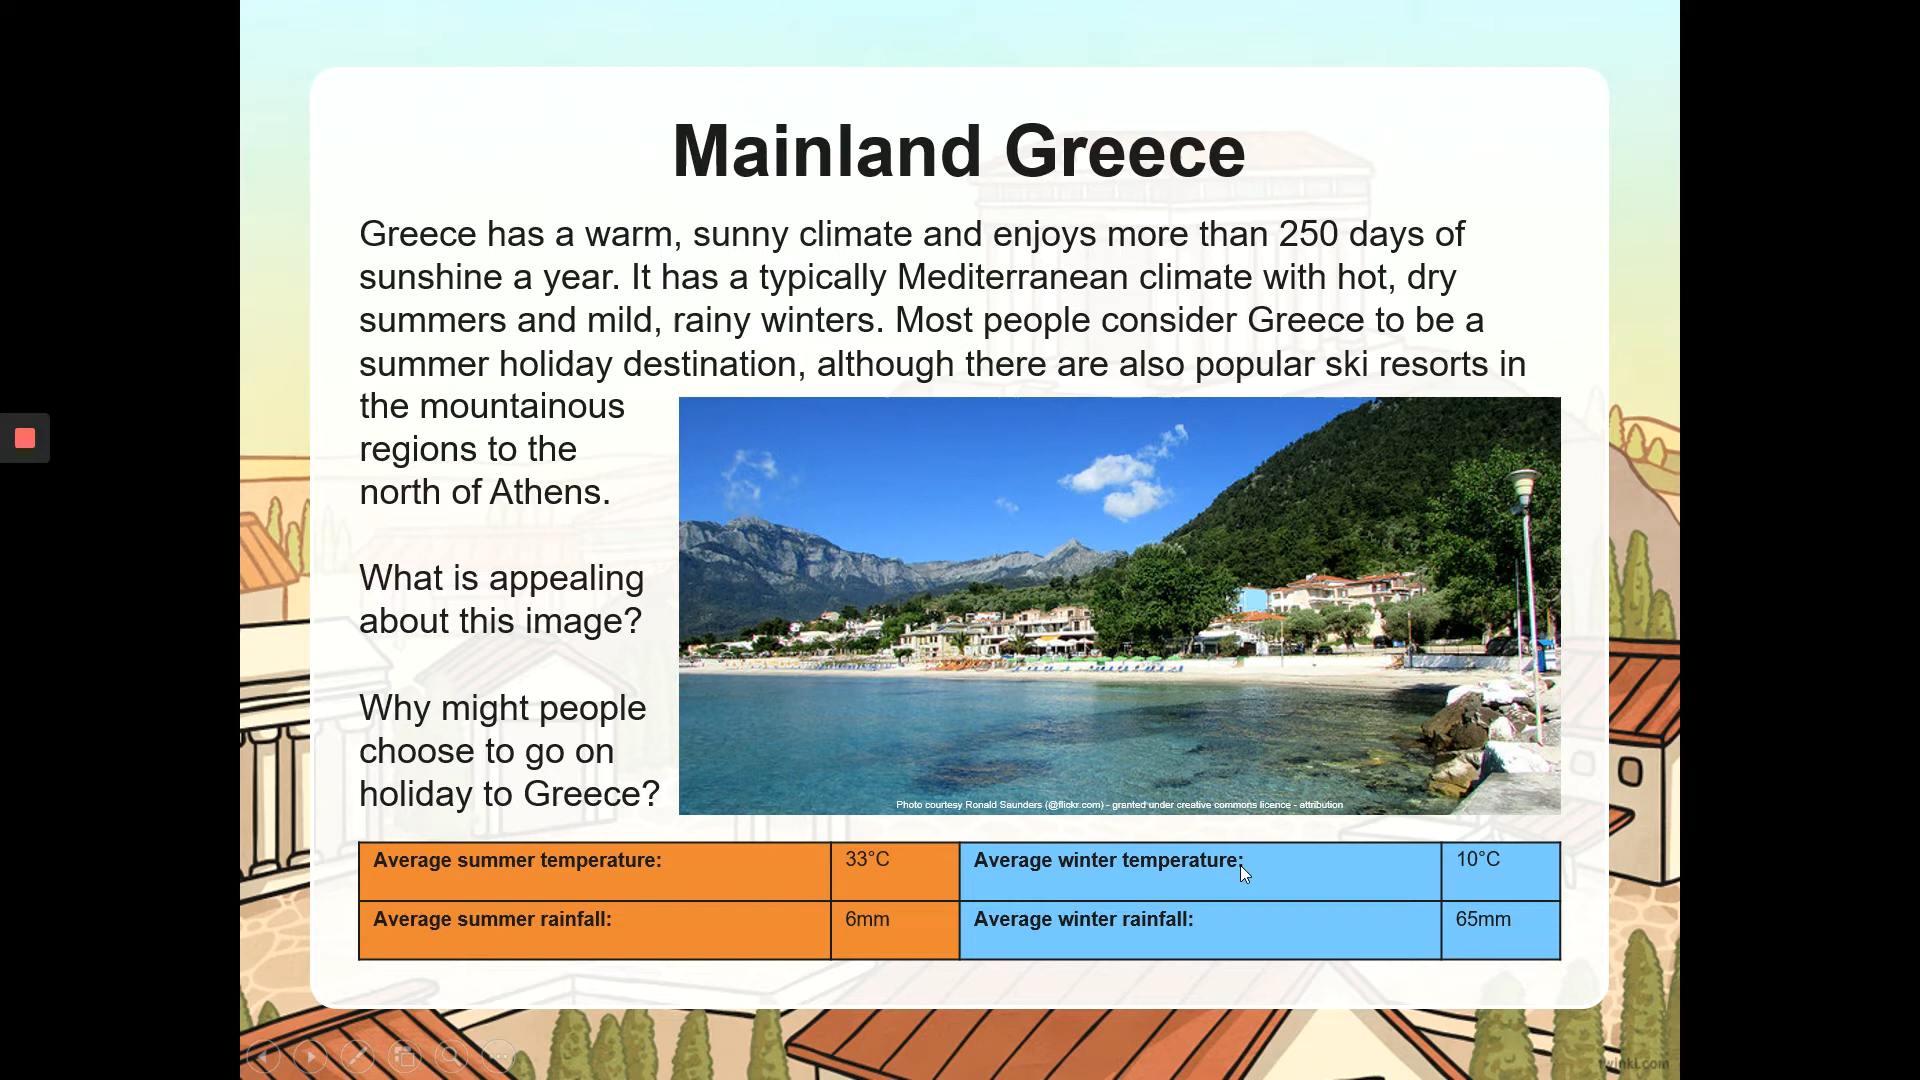 Mainland Greece
Greece has a warm, sunny climate and enjoys more than 250 days of
sunshine a year. It has a typically Mediterranean climate with hot, dry
summers and mild, rainy winters. Most people consider Greece to be a
summer holiday destination, although there are also popular ski resorts in
the mountainous
regions to the
north of Athens.
What is appealing
about this image?
Why might people
choose to go on
holiday to Greece?
Photo courtesy Ronald Saunders (@flickr.com) - granted under creative commons licence - attribution
Average summer temperature: 33°C Average winter temperature: 10°C
Average summer rainfall: 6mm Average winter rainfall: 65mm
twinkl.com